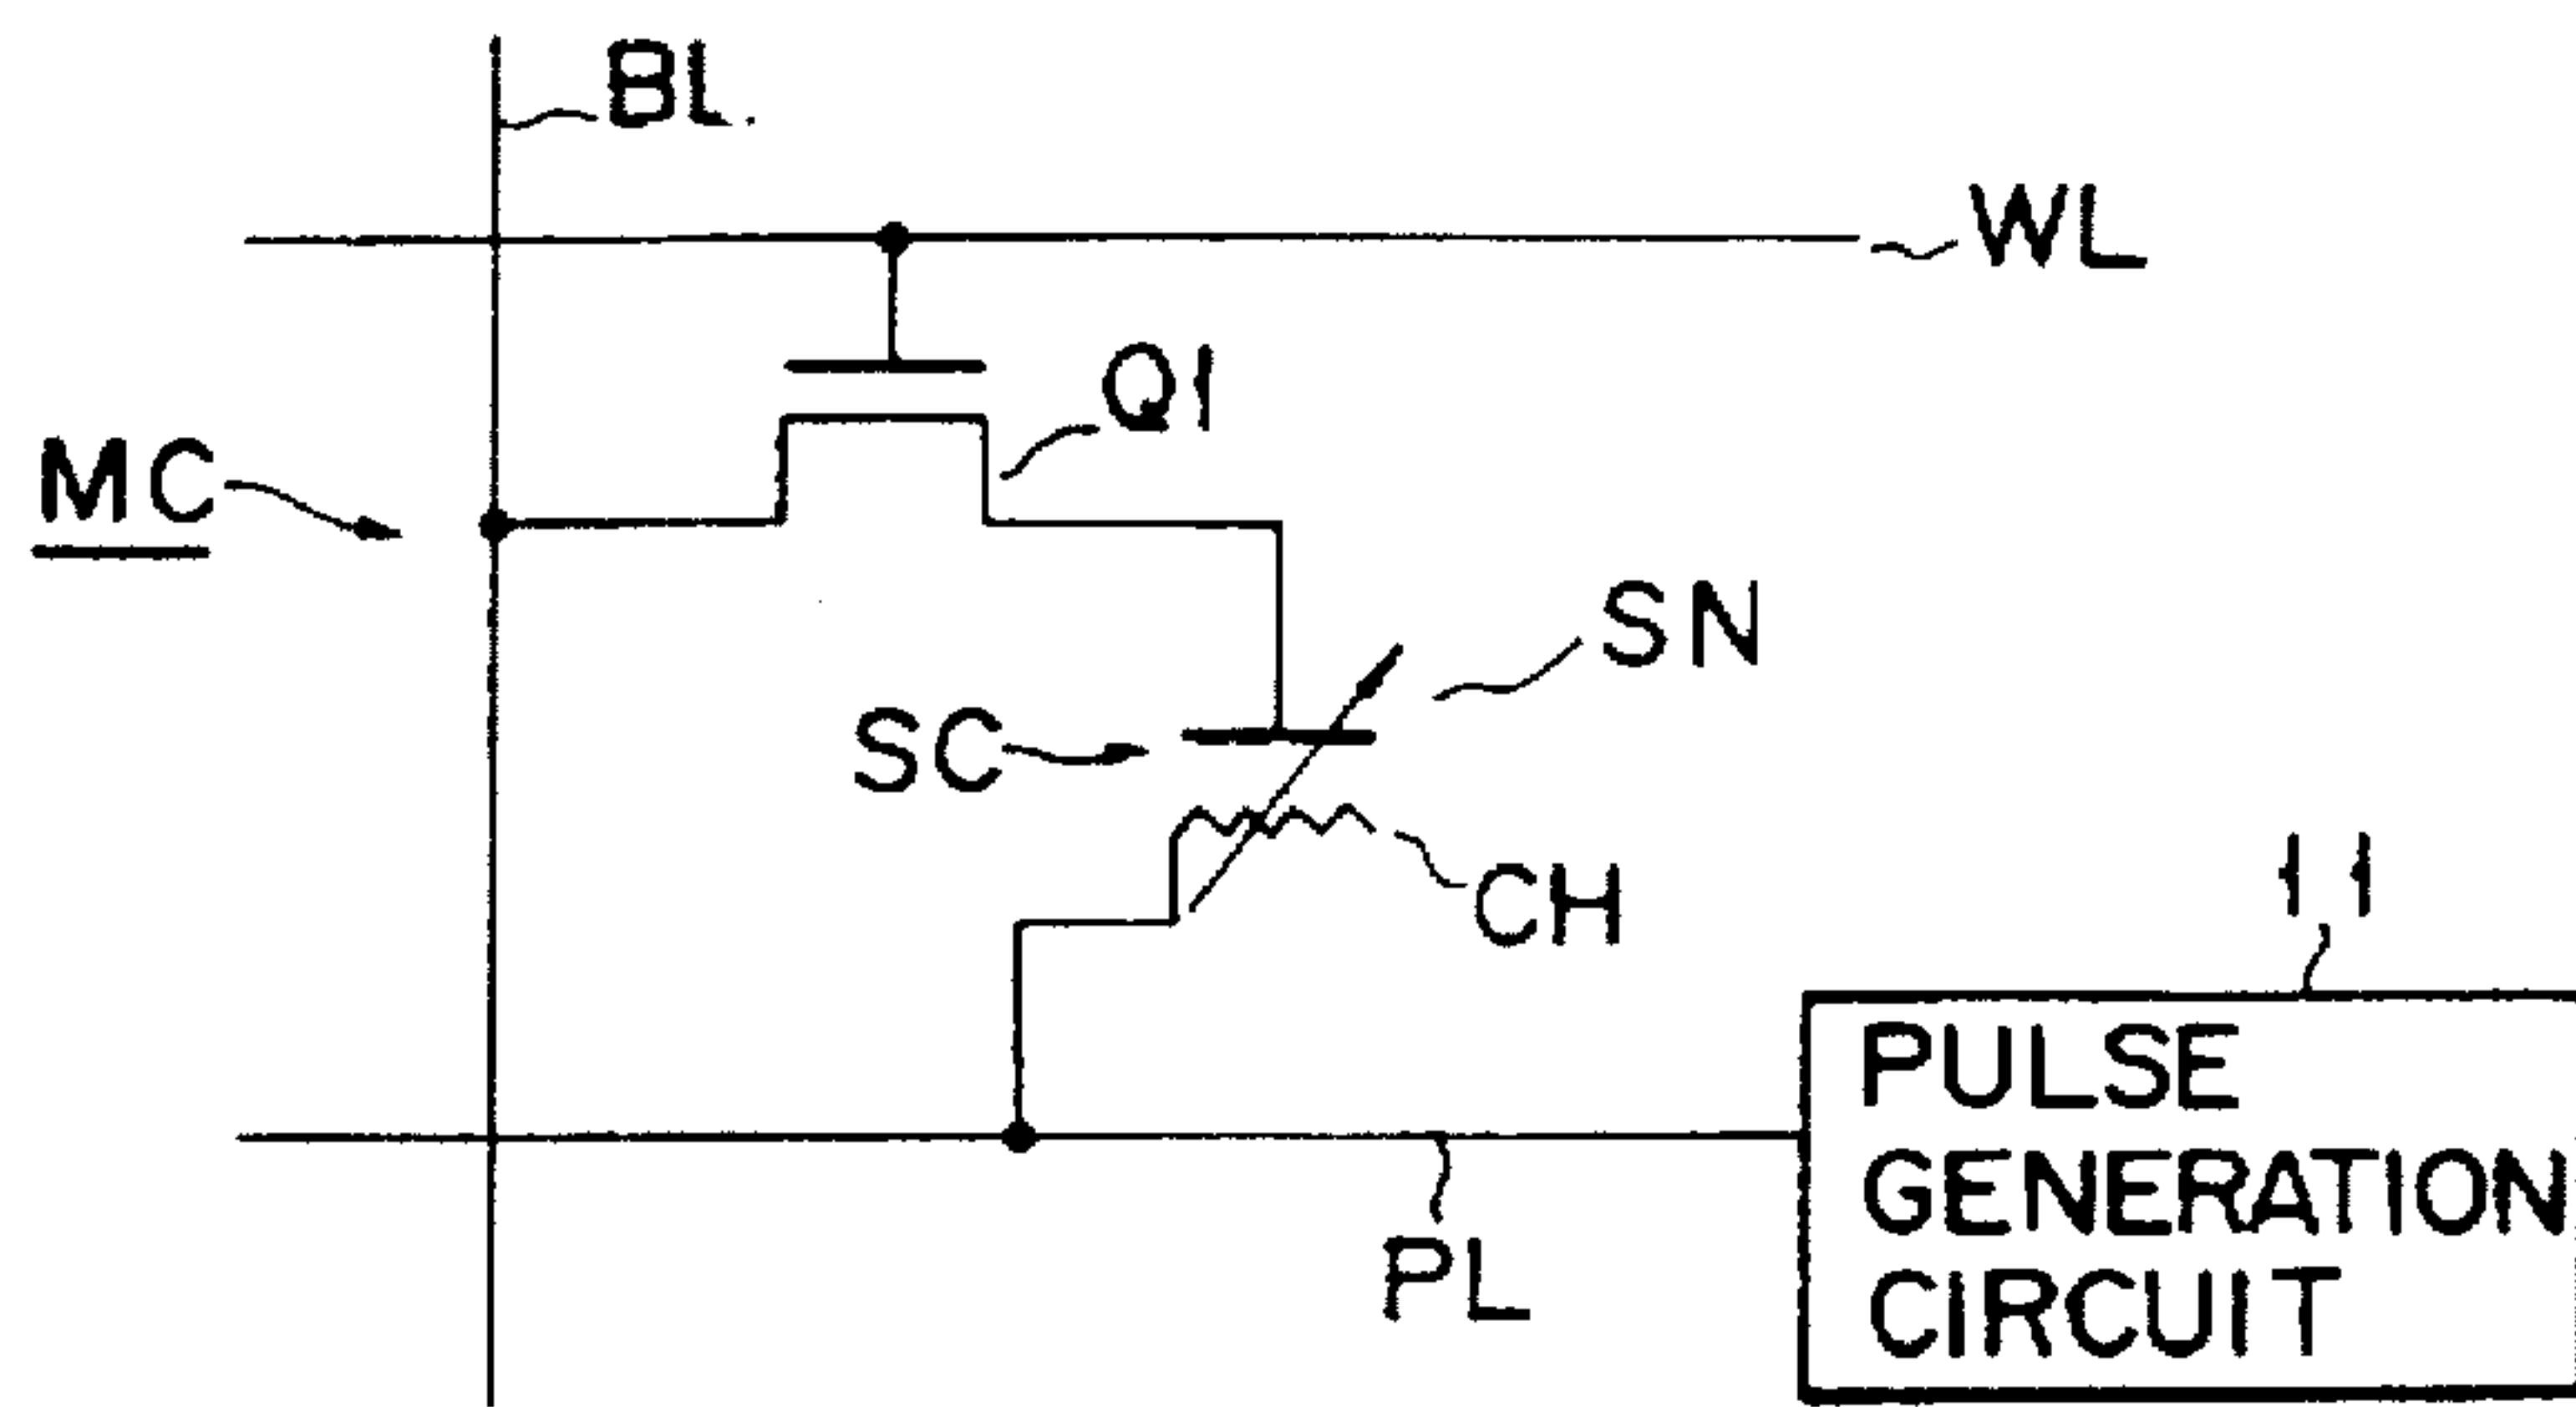 BL
WL
Q1
MC
SN
SC
CH
11
PULSE
GENERATION
CIRCUIT
PL